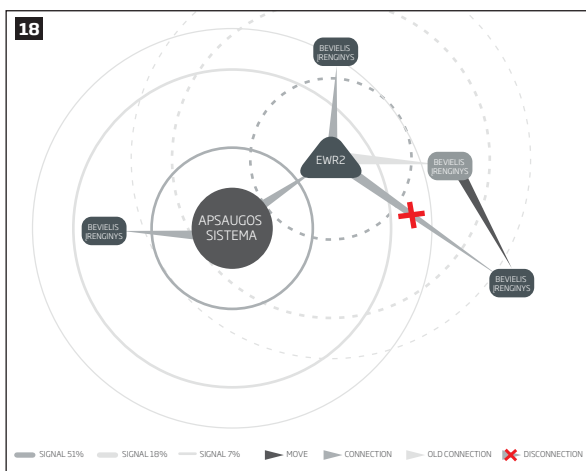 18
BEVIELIS
ĮRENGINYS
EWR2
BEVIELIS
ĮRENGINYS
APSAUGOS
SISTEMA
BEVIELIS
ĮRENGINYS
BEVIELIS
ĮRENGINYS
SIGNAL 51%
SIGNAL 18%
SIGNAL 7%
MOVE
CONNECTION
OLD CONNECTION
DISCONNECTION